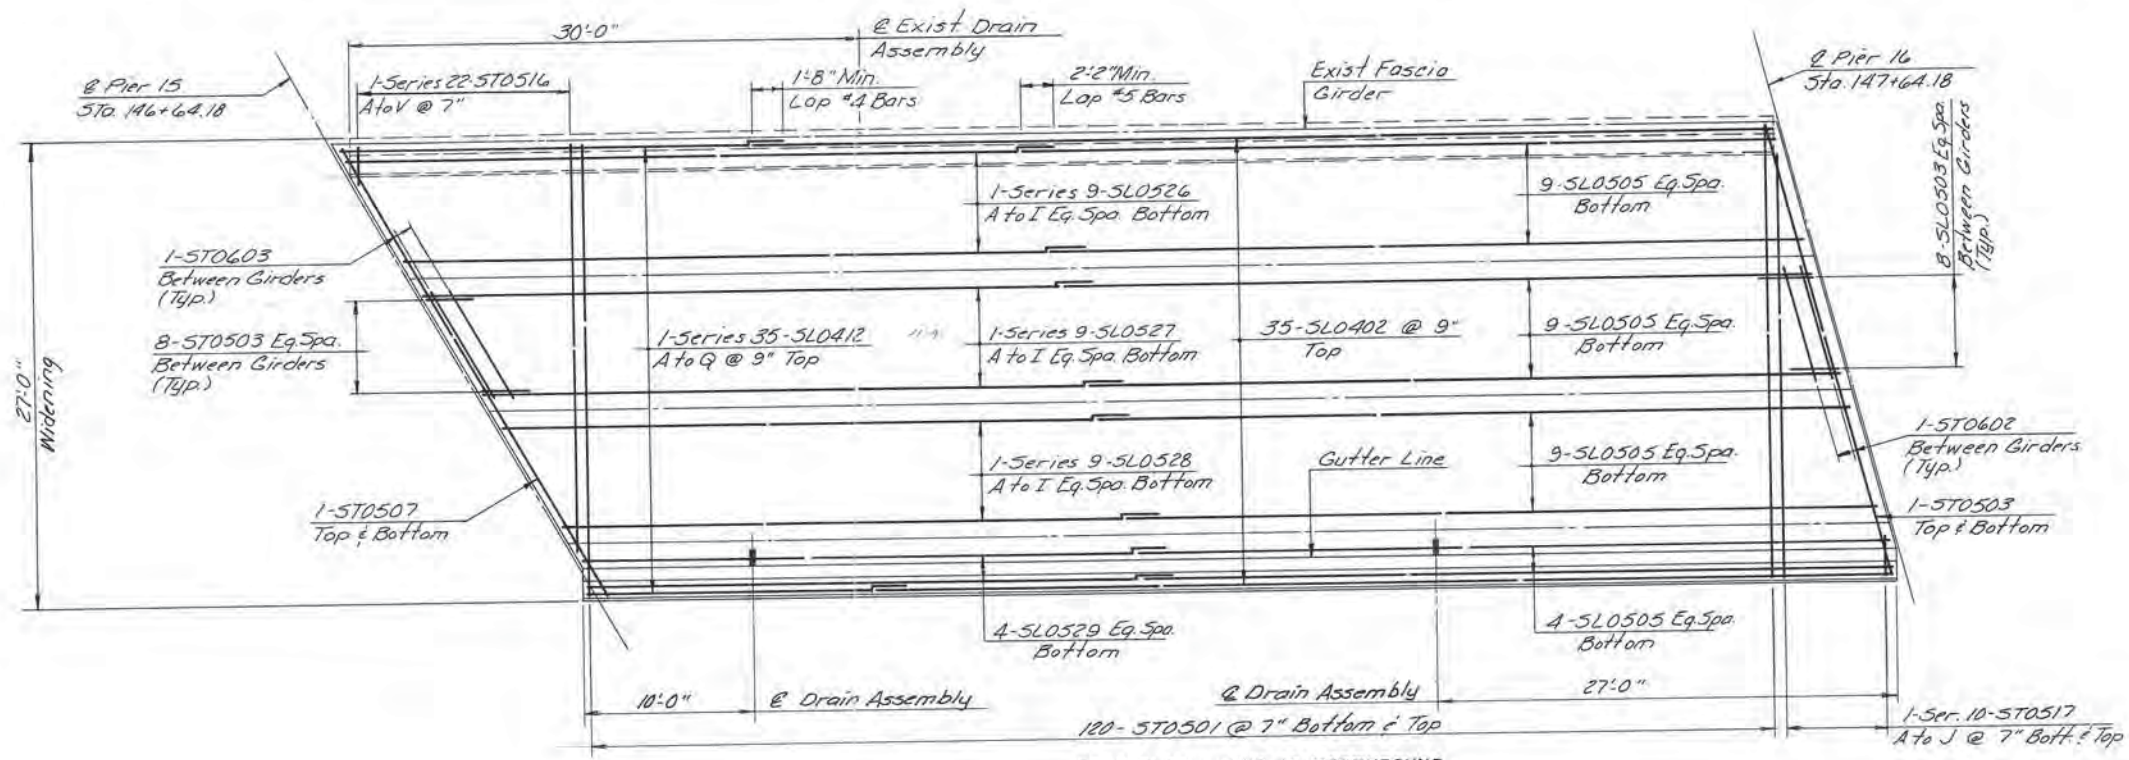 30'-0"
℄ Exist Drain
Assembly
℄ Pier 15
Sta. 146+64.18
1-Series 22-ST0516
A to V @ 7"
1'-8" Min.
Lap #4 Bars
2'-2" Min.
Lap #5 Bars
Exist Fascia
Girder
℄ Pier 16
Sta. 147+64.18
8-SL0503 Eq. Spa.
Between Girders
(Typ.)
1-Series 9-SL0526
A to I Eq. Spa. Bottom
9-SL0505 Eq. Spa.
Bottom
1-ST0603
Between Girders
(Typ.)
8-ST0503 Eq. Spa.
Between Girders
(Typ.)
27'-0"
Widening
1-Series 35-SL0412
A to Q @ 9" Top
1-Series 9-SL0527
A to I Eq. Spa. Bottom
35-SL0402 @ 9"
Top
9-SL0505 Eq. Spa.
Bottom
1-ST0602
Between Girders
(Typ.)
1-Series 9-SL0528
A to I Eq. Spa. Bottom
Gutter Line
9-SL0505 Eq. Spa.
Bottom
1-ST0507
Top & Bottom
1-ST0503
Top & Bottom
4-SL0529 Eq. Spa.
Bottom
4-SL0505 Eq. Spa.
Bottom
10'-0"
℄ Drain Assembly
℄ Drain Assembly
27'-0"
120-ST0501 @ 7" Bottom & Top
1-Ser. 10-ST0517
A to J @ 7" Bott. & Top